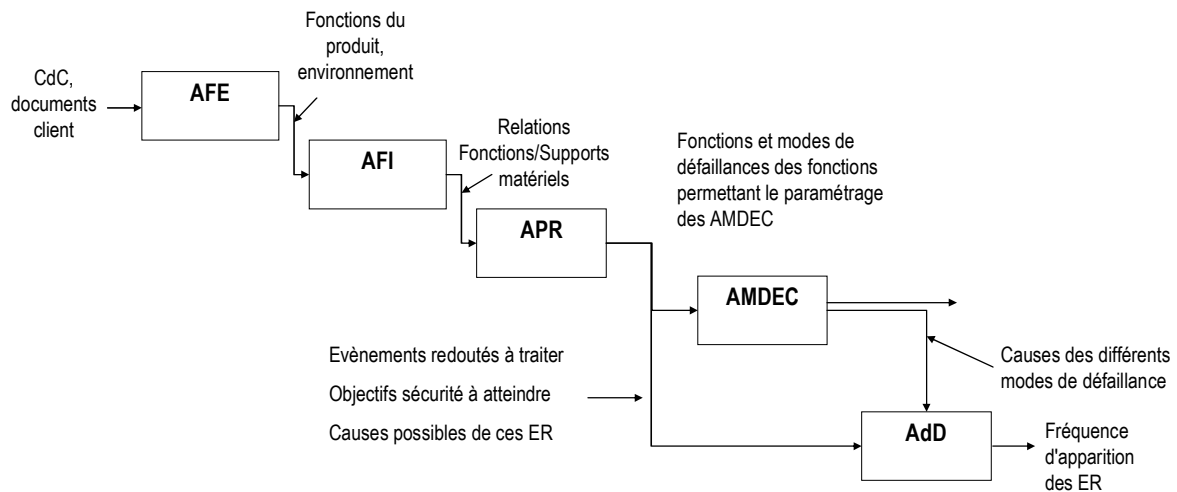 Fonctions du
produit,
environnement
CdC,
documents
client
AFE
AFI
Relations
Fonctions/Supports
matériels
APR
Fonctions et modes de
défaillances des fonctions
permettant le paramétrage
des AMDEC
AMDEC
Evènements redoutés à traiter
Objectifs sécurité à atteindre
Causes possibles de ces ER
Causes des différents
modes de défaillance
AdD
Fréquence
d'apparition
des ER